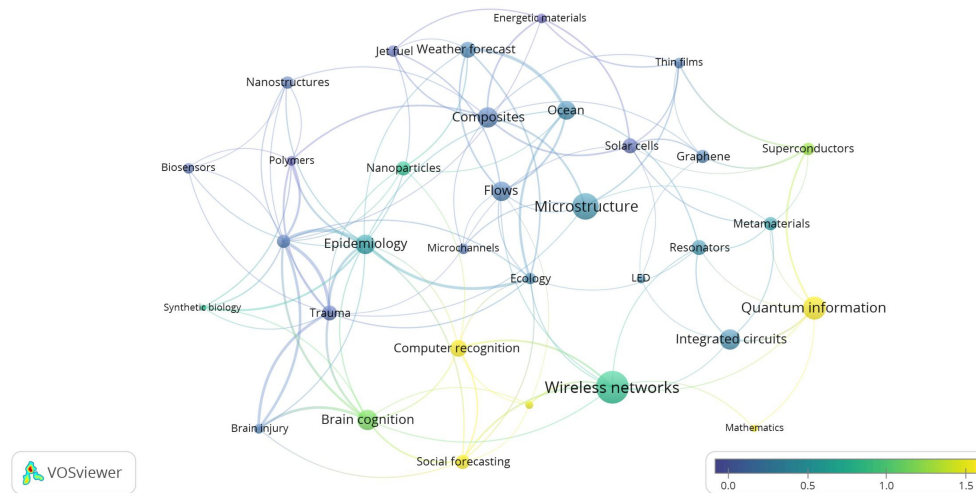 Energetic materials
Jet fuel
Weather forecast
Thin films
Nanostructures
Composites
Ocean
Solar cells
Graphene
Superconductors
Biosensors
Polymers
Nanoparticles
Flows
Microstructure
Metamaterials
Epidemiology
Microchannels
Resonators
Ecology
LED
Synthetic biology
Trauma
Quantum information
Computer recognition
Integrated circuits
Wireless networks
Brain cognition
Brain injury
Mathematics
Social forecasting
VOSviewer
0.0 0.5 1.0 1.5